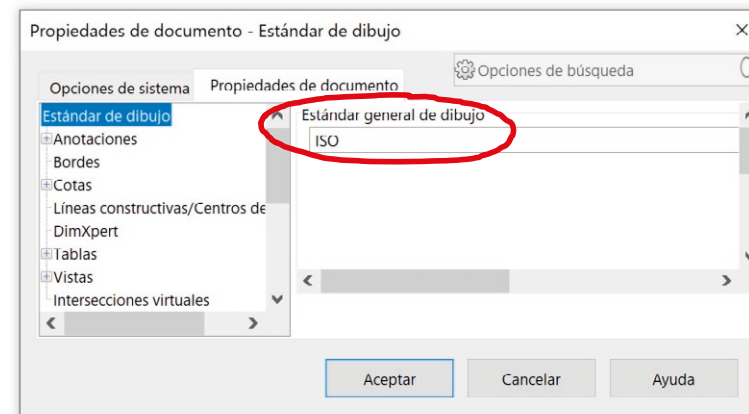 Propiedades de documento - Estándar de dibujo
Opciones de búsqueda
Opciones de sistema
Propiedades de documento
Estándar de dibujo
Anotaciones
Bordes
Cotas
Líneas constructivas/Centros de
DimXpert
Tablas
Vistas
Intersecciones virtuales
Estándar general de dibujo
ISO
Aceptar
Cancelar
Ayuda